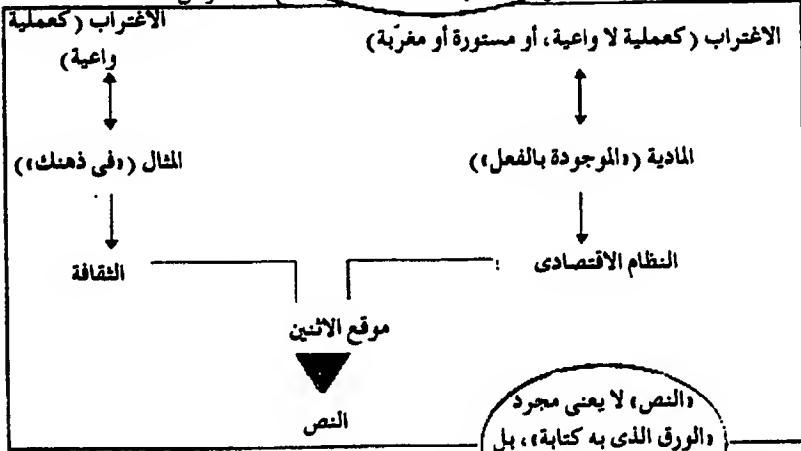 الاغتراب (كعملية لا واعية، أو مستورة أو مغرّبة)
الاغتراب (كعملية
واعية)
المادية («الموجودة بالفعل»)
المثال («في ذهنك»)
النظام الاقتصادى
الثقافة
موقع الاثنين
النص
«النص» لا يعنى مجرد
«الورق الذى به كتابة»، بل